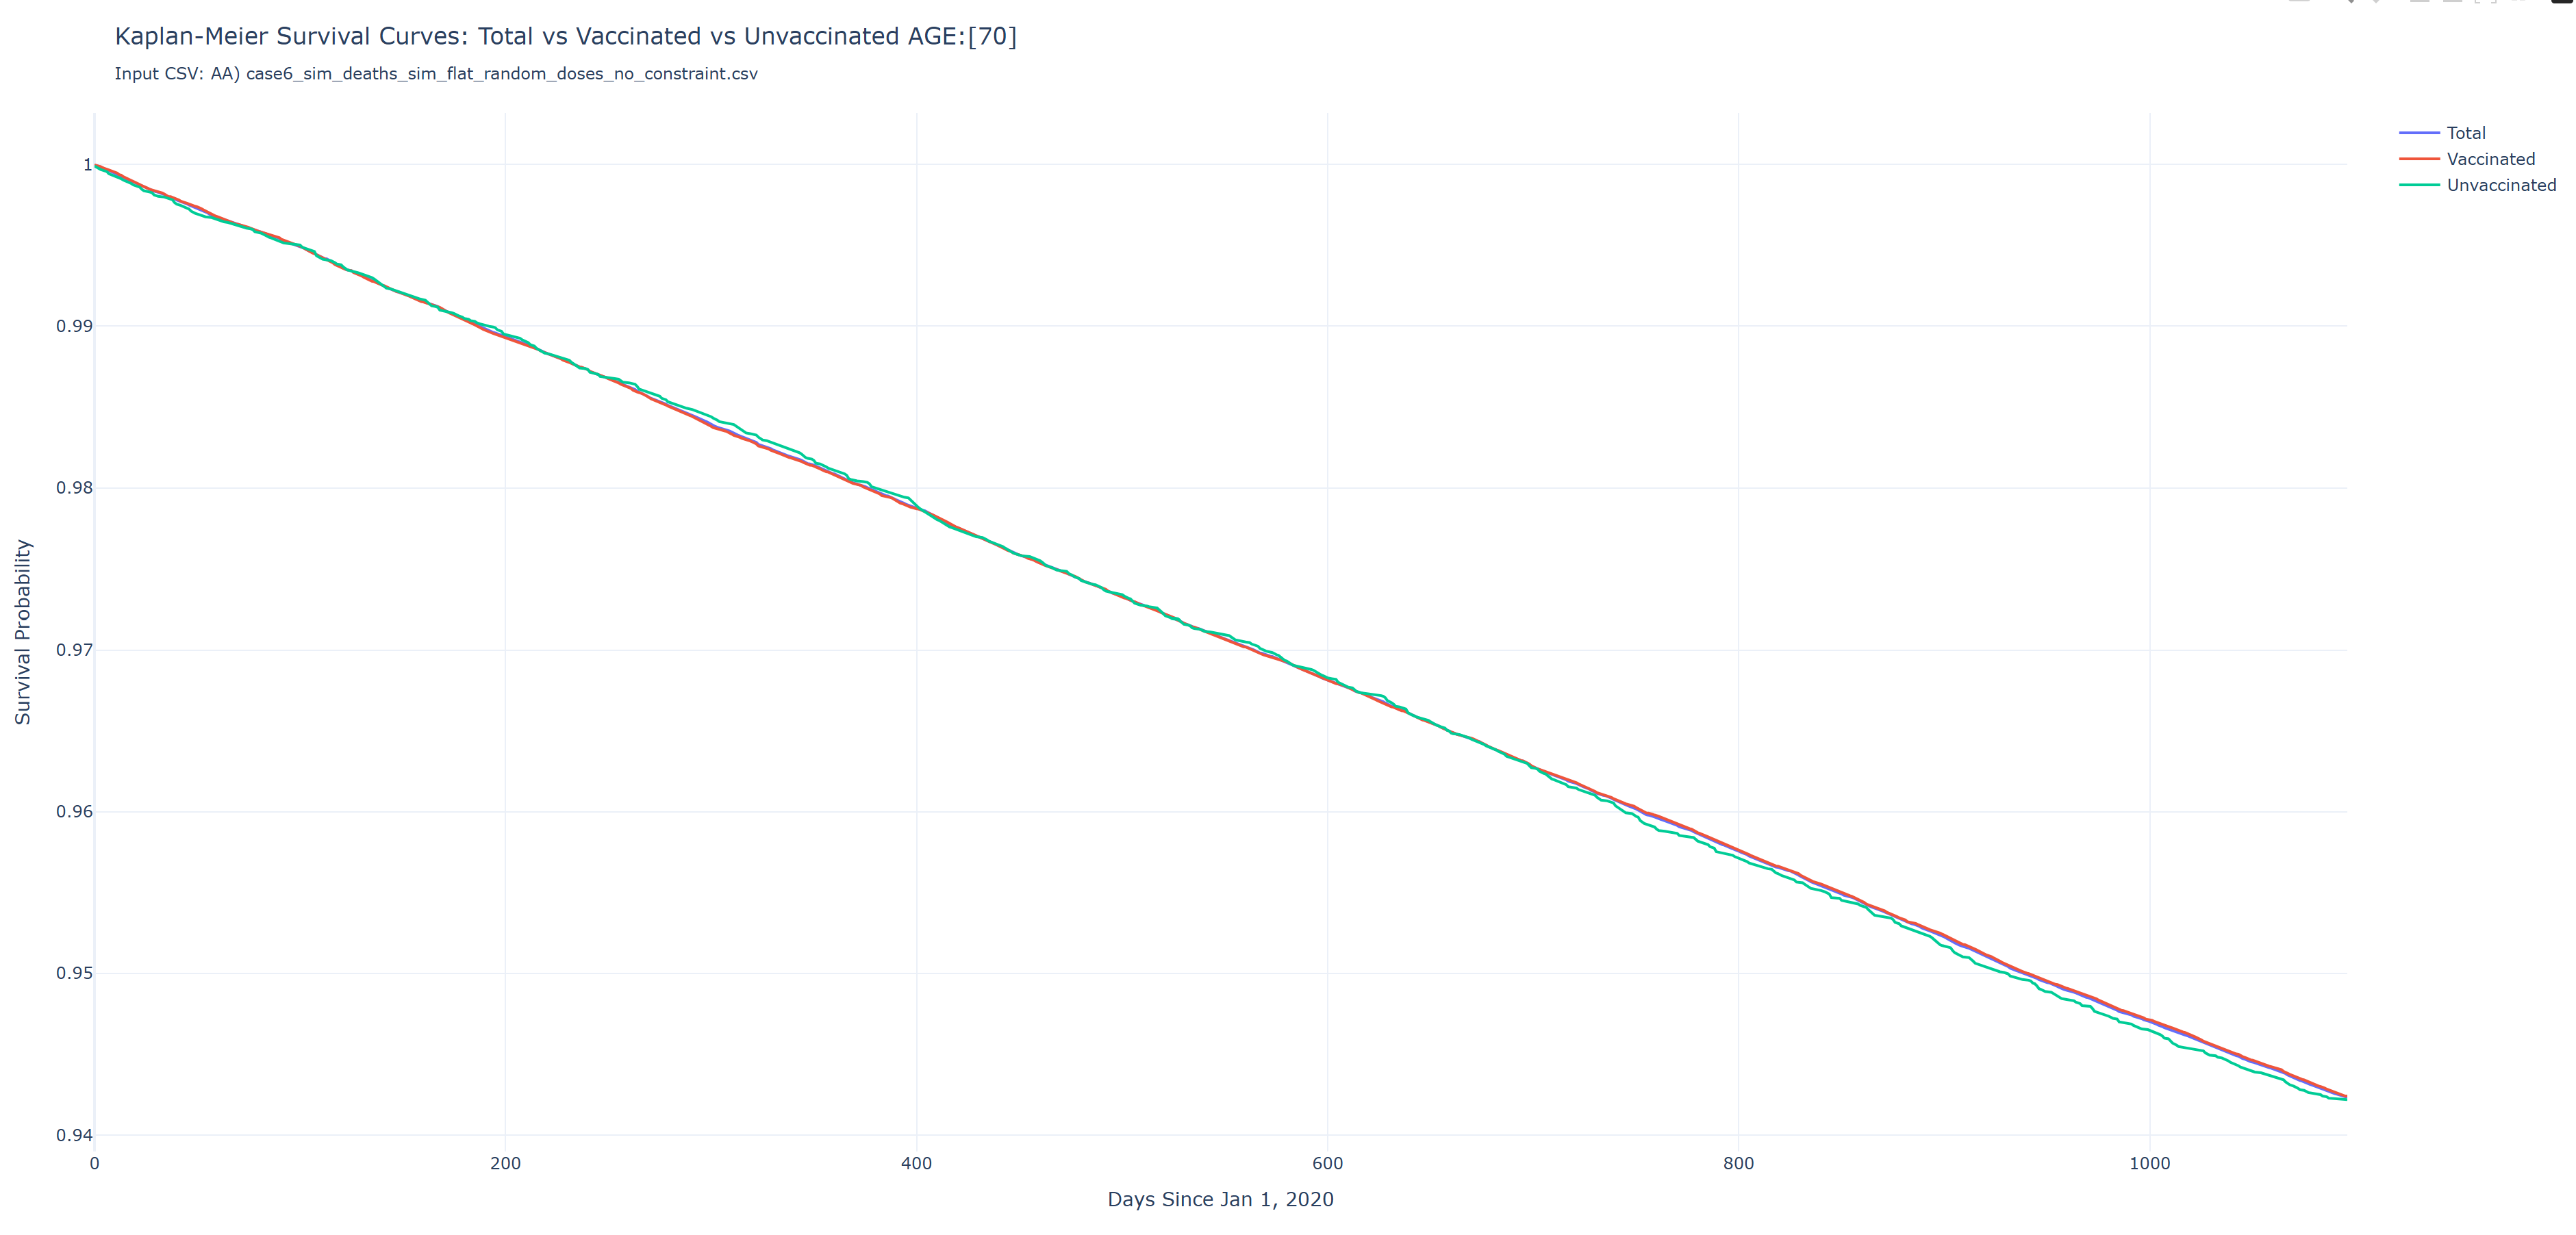 Kaplan-Meier Survival Curves: Total vs Vaccinated vs Unvaccinated AGE:[70]
Input CSV: AA) case6_sim_deaths_sim_flat_random_doses_no_constraint.csv
Total
Vaccinated
Unvaccinated
Survival Probability
1
0.99
0.98
0.97
0.96
0.95
0.94
0 200 400 600 800 1000
Days Since Jan 1, 2020